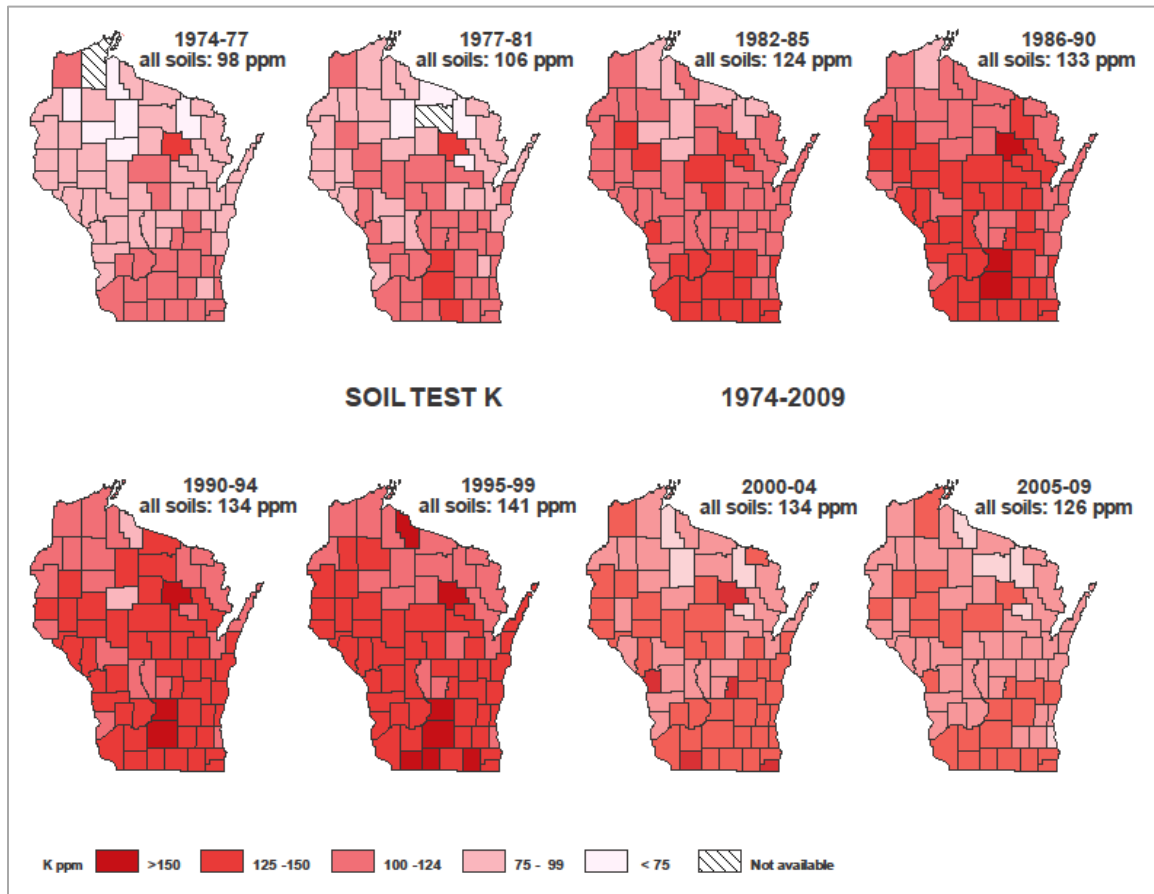 1974-77
all soils: 98 ppm
1977-81
all soils: 106 ppm
1982-85
all soils: 124 ppm
1986-90
all soils: 133 ppm
SOIL TEST K 1974-2009
1990-94
all soils: 134 ppm
1995-99
all soils: 141 ppm
2000-04
all soils: 134 ppm
2005-09
all soils: 126 ppm
K ppm >150 125 -150 100 -124 75 - 99 < 75 Not available